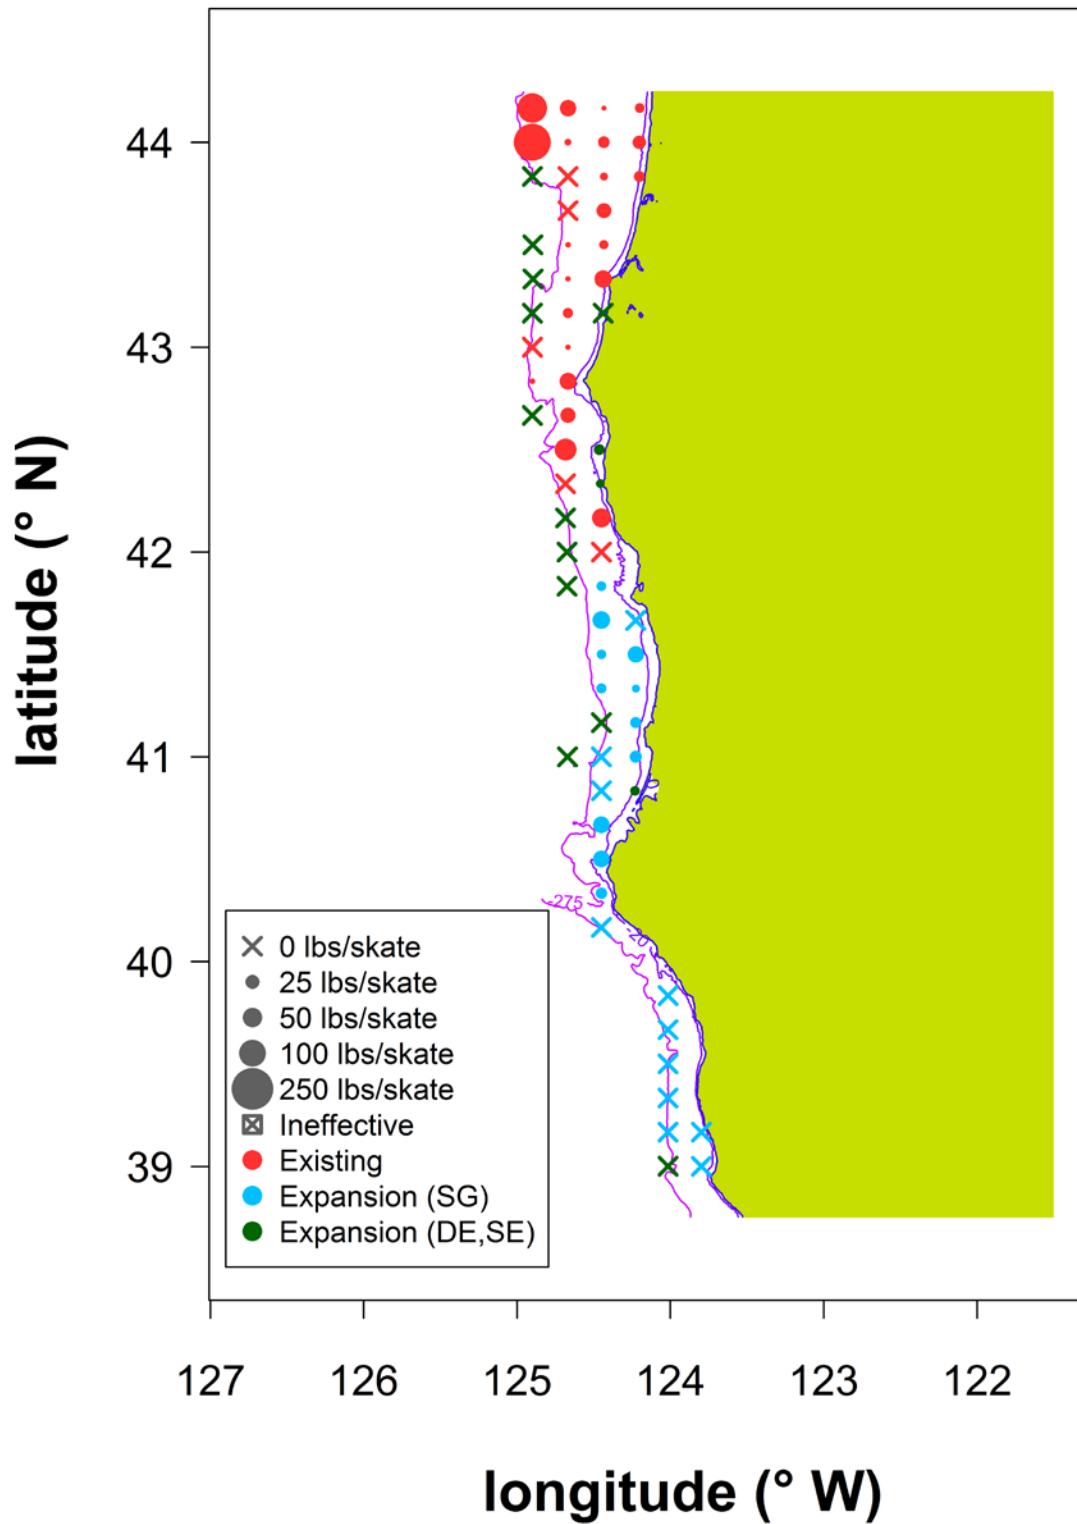 44
43
42
41
40
39
latitude (° N)
-275
0 lbs/skate
25 lbs/skate
50 lbs/skate
100 lbs/skate
250 lbs/skate
Ineffective
Existing
Expansion (SG)
Expansion (DE,SE)
127 126 125 124 123 122
longitude (° W)